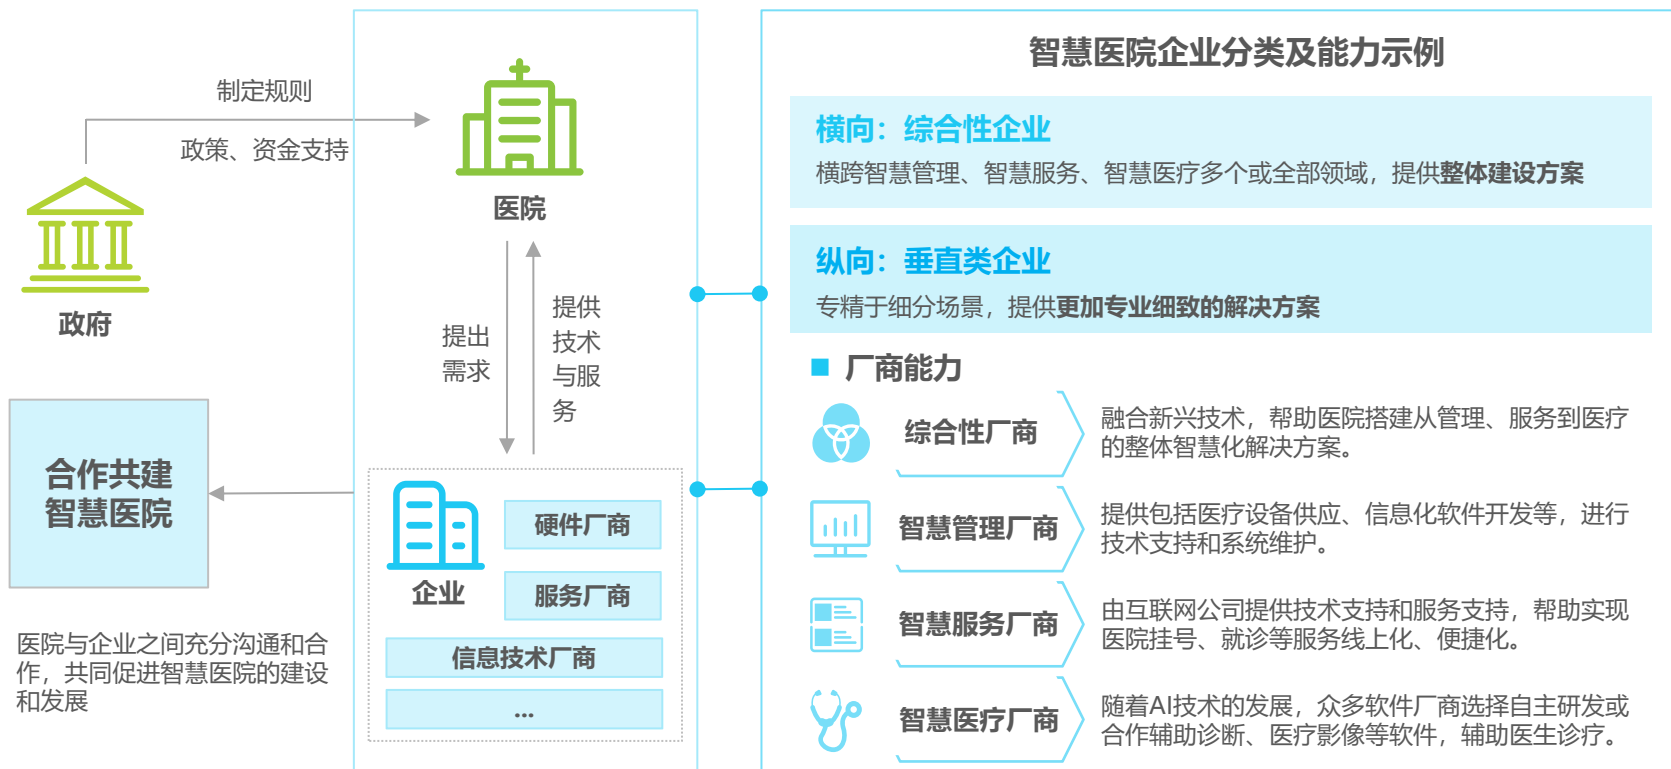 制定规则
政策、资金支持
政府
合作共建
智慧医院
医院与企业之间充分沟通和合
作，共同促进智慧医院的建设
和发展
医院
提出
需求
提供
技术
与服
务
企业
硬件厂商
服务厂商
信息技术厂商
...
智慧医院企业分类及能力示例
横向：综合性企业
横跨智慧管理、智慧服务、智慧医疗多个或全部领域，提供整体建设方案
纵向：垂直类企业
专精于细分场景，提供更加专业细致的解决方案
厂商能力
综合性厂商
融合新兴技术，帮助医院搭建从管理、服务到医疗
的整体智慧化解决方案。
智慧管理厂商
提供包括医疗设备供应、信息化软件开发等，进行
技术支持和系统维护。
智慧服务厂商
由互联网公司提供技术支持和服务支持，帮助实现
医院挂号、就诊等服务线上化、便捷化。
智慧医疗厂商
随着AI技术的发展，众多软件厂商选择自主研发或
合作辅助诊断、医疗影像等软件，辅助医生诊疗。